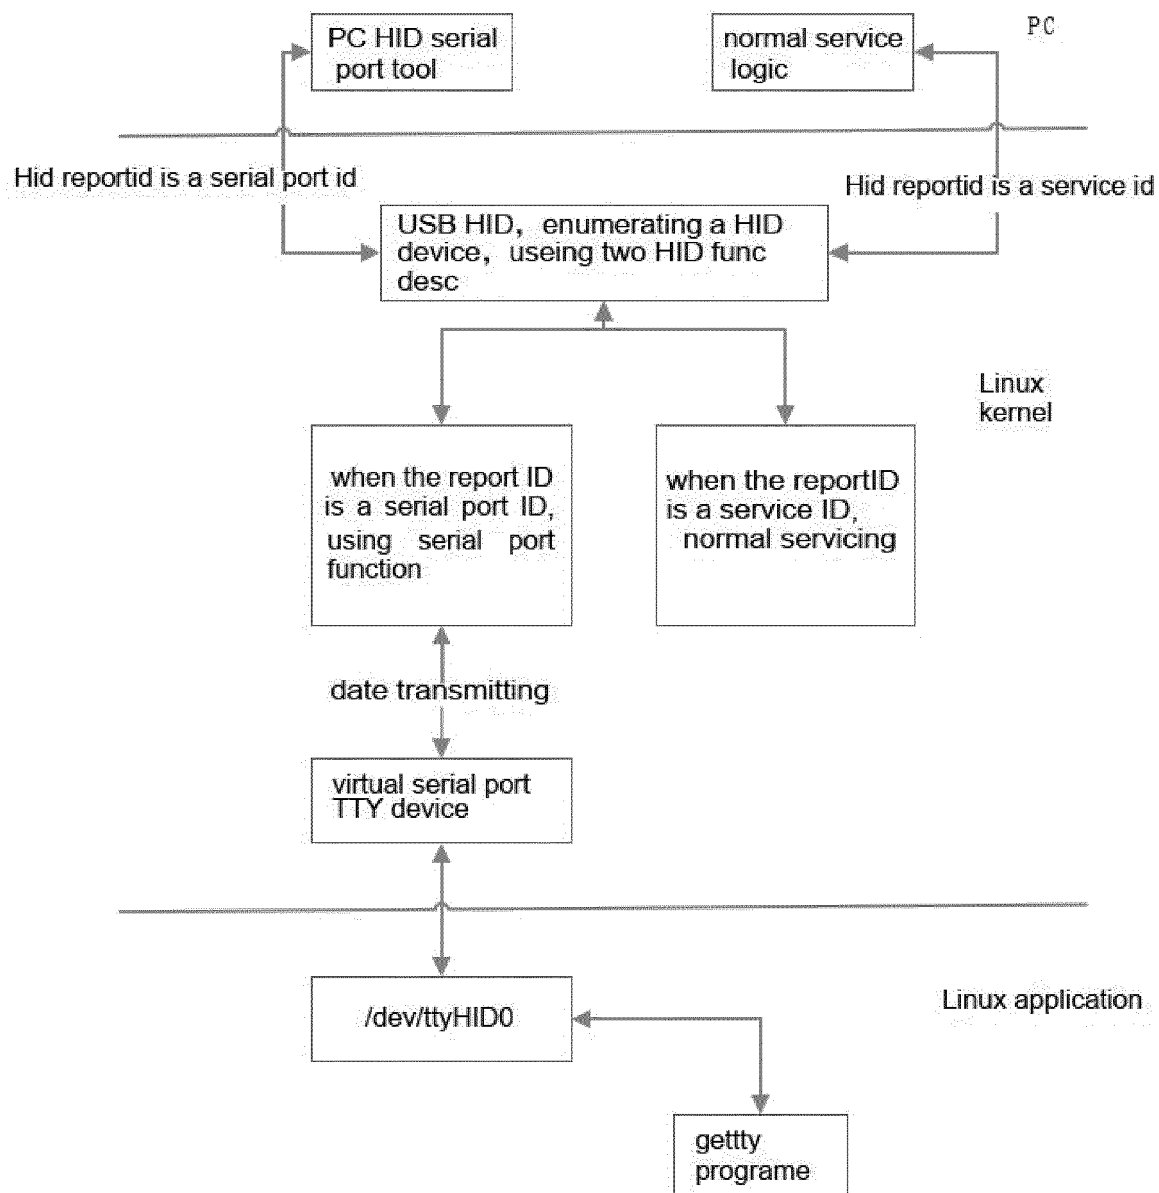 PC HID serial
port tool
normal service
logic
PC
Hid reportid is a serial port id
Hid reportid is a service id
USB HID, enumerating a HID
device, useing two HID func
desc
Linux
kernel
when the report ID
is a serial port ID,
using serial port
function
when the reportID
is a service ID,
normal servicing
date transmitting
virtual serial port
TTY device
/dev/ttyHID0
Linux application
gettty
programe